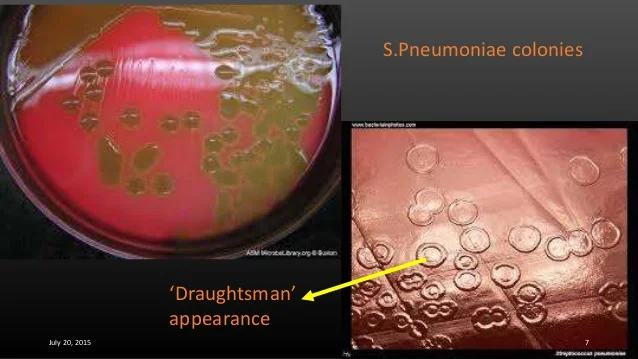 S.Pneumoniae colonies
www.bacteriainphotos.com
ASM MicrobeLibrary.org © Buxton
‘Draughtsman’
appearance
July 20, 2015
7
Streptococcus pneumoniae